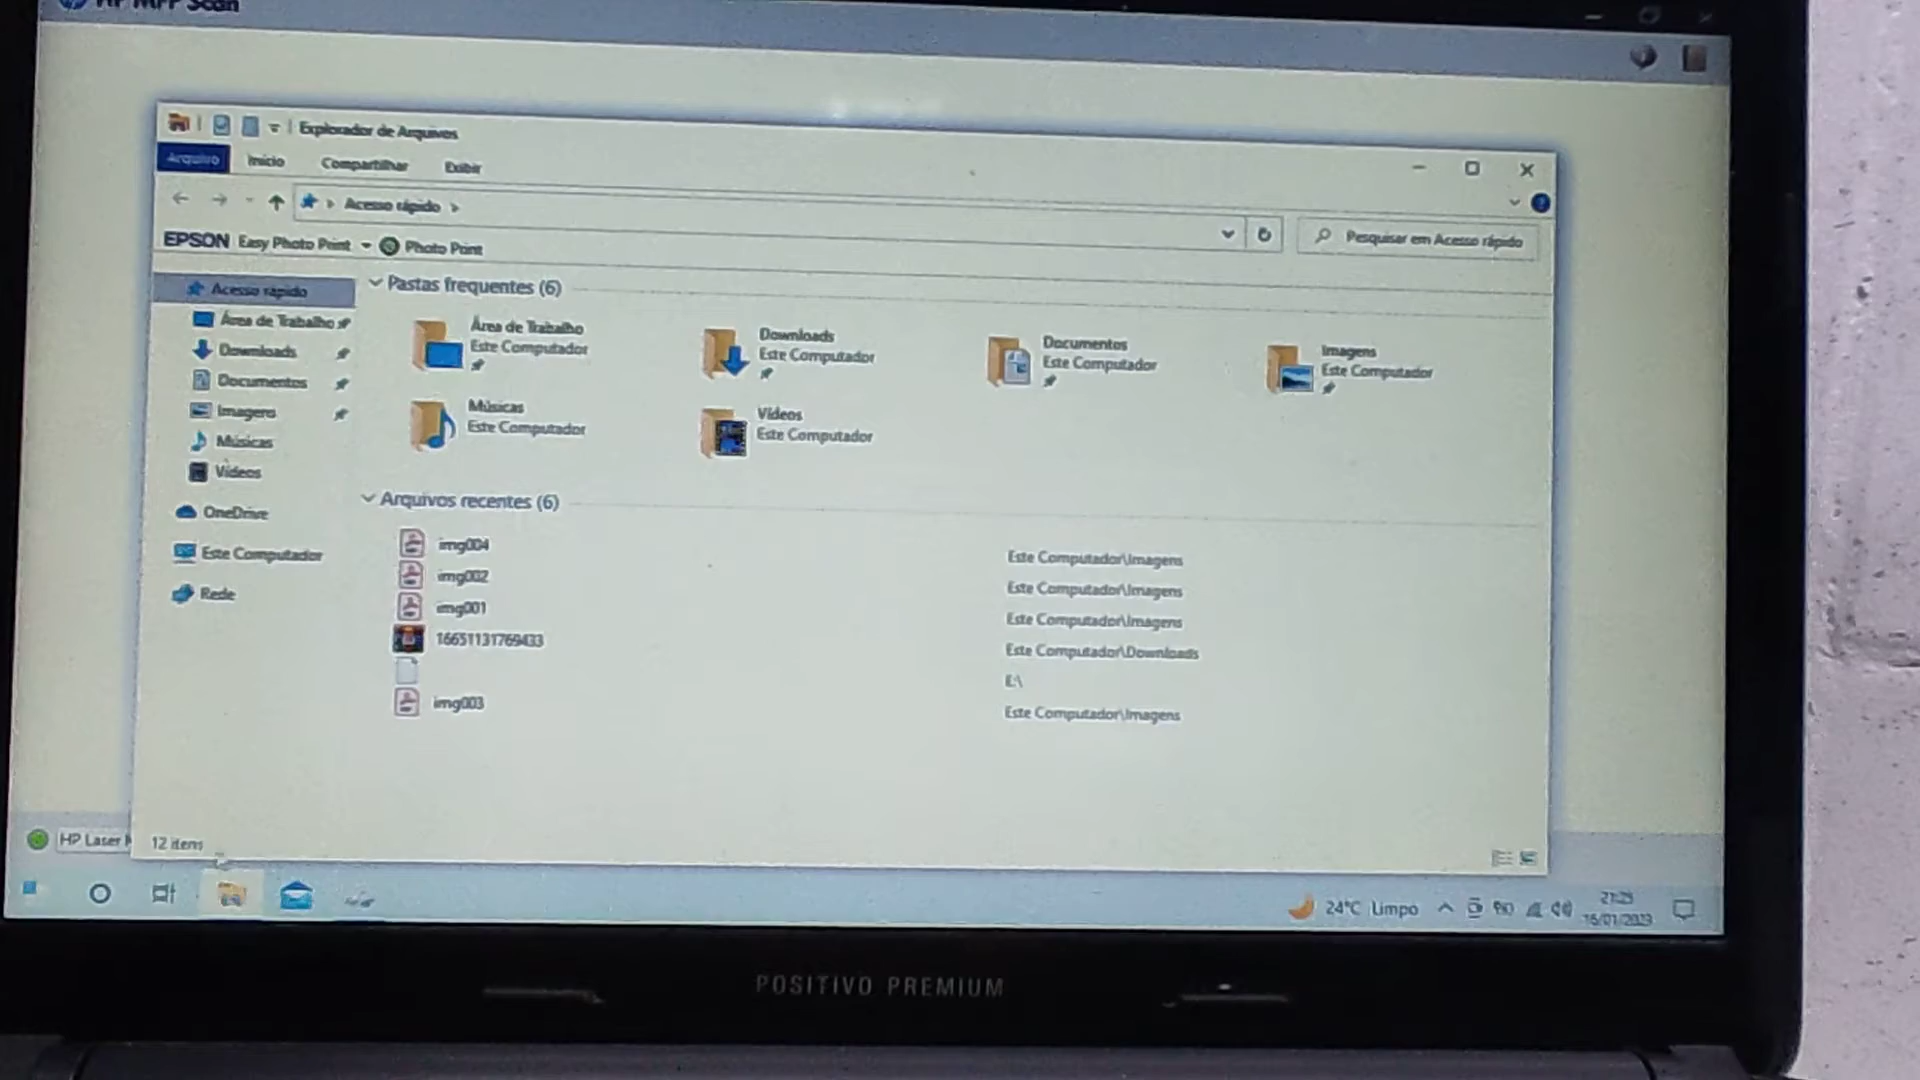 HP MFP Scan
Explorador de Arquivos
Arquivo Início Compartilhar Exibir
Acesso rápido
Pesquisar em Acesso rápido
EPSON Easy Photo Print Photo Print
Acesso rápido
Área de Trabalho
Downloads
Documentos
Imagens
Músicas
Vídeos
OneDrive
Este Computador
Rede
Pastas frequentes (6)
Área de Trabalho
Este Computador
Downloads
Este Computador
Documentos
Este Computador
Imagens
Este Computador
Músicas
Este Computador
Vídeos
Este Computador
Arquivos recentes (6)
img004 Este Computador\Imagens
img002 Este Computador\Imagens
img001 Este Computador\Imagens
16651131769433 Este Computador\Downloads
E:\
img003 Este Computador\Imagens
12 itens
HP Laser
24°C Limpo
21:25
16/01/2023
POSITIVO PREMIUM